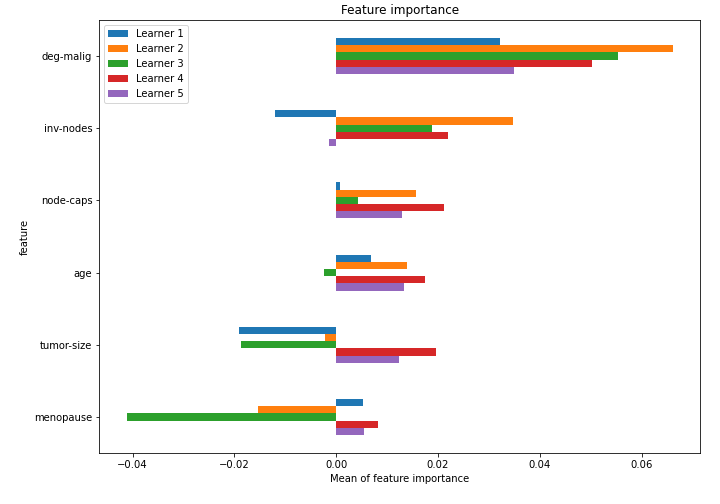 Feature importance
Learner 1
Learner 2
Learner 3
Learner 4
Learner 5
deg-malig
inv-nodes
node-caps
age
tumor-size
menopause
feature
−0.04 −0.02 0.00 0.02 0.04 0.06
Mean of feature importance